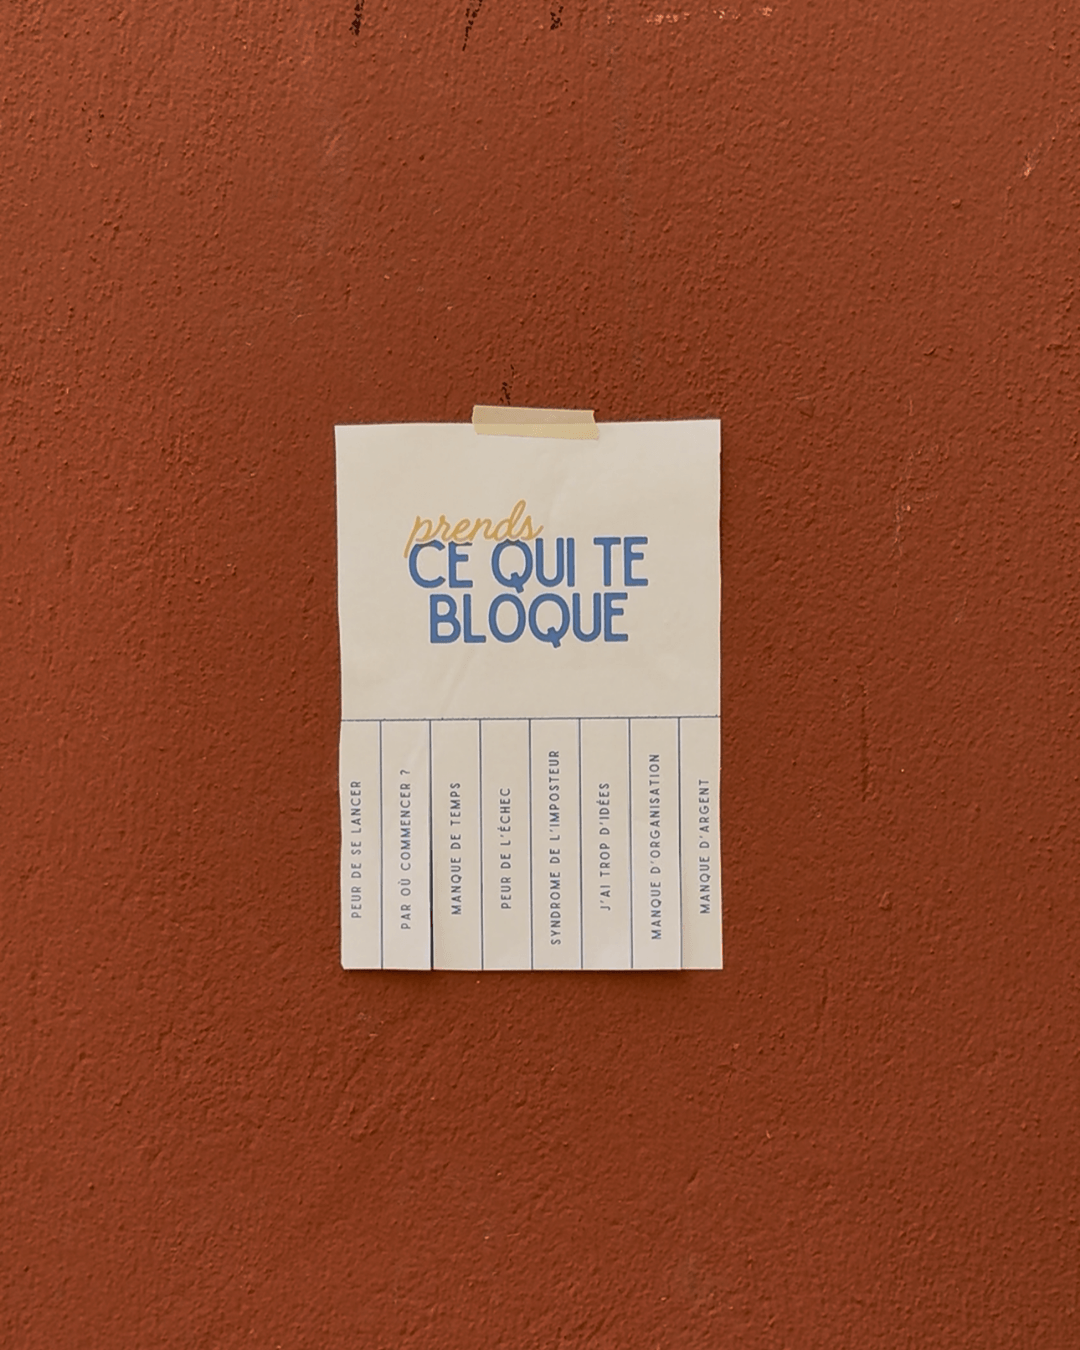 prends
CE QUI TE
BLOQUE
PEUR DE SE LANCER
PAR OÙ COMMENCER ?
MANQUE DE TEMPS
PEUR DE L'ÉCHEC
SYNDROME DE L'IMPOSTEUR
J'AI TROP D'IDÉES
MANQUE D'ORGANISATION
MANQUE D'ARGENT